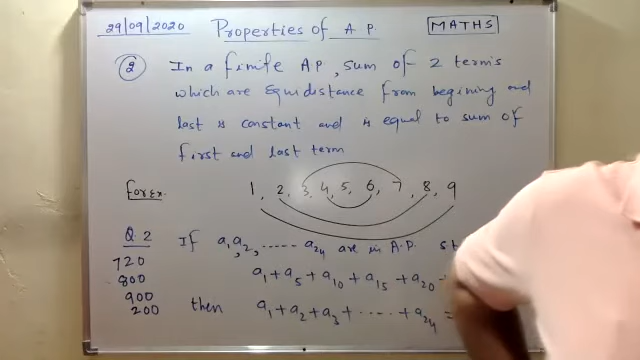 29/09/2020 Properties of A P. MATHS
2 In a finite AP, sum of 2 terms
which are Equidistance from begining and
last is constant and is equal to sum of
first and last term
For ex. 1, 2, 3, 4, 5, 6, 7, 8, 9
Q.2 If a₁, a₂, ..... a₂₄ are in A.P.
720
800 a₁ + a₅ + a₁₀ + a₁₅ + a₂₀
900
200 then a₁ + a₂ + a₃ + ..... + a₂₄ =